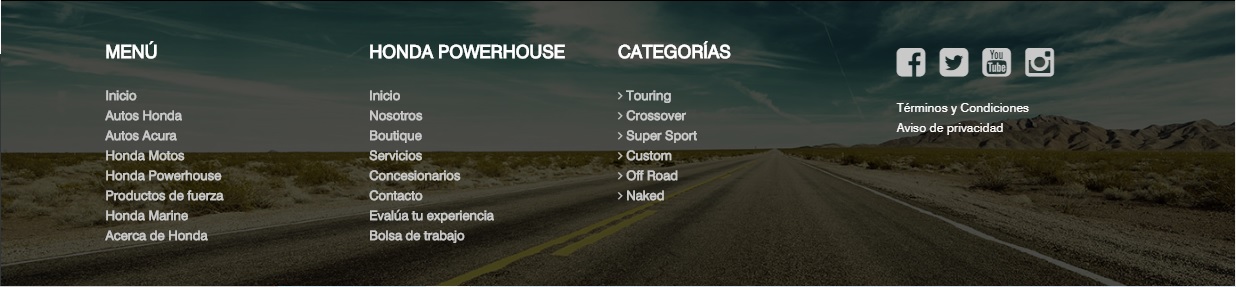 MENÚ
Inicio
Autos Honda
Autos Acura
Honda Motos
Honda Powerhouse
Productos de fuerza
Honda Marine
Acerca de Honda
HONDA POWERHOUSE
Inicio
Nosotros
Boutique
Servicios
Concesionarios
Contacto
Evalúa tu experiencia
Bolsa de trabajo
CATEGORÍAS
> Touring
> Crossover
> Super Sport
> Custom
> Off Road
> Naked
You
Tube
Términos y Condiciones
Aviso de privacidad